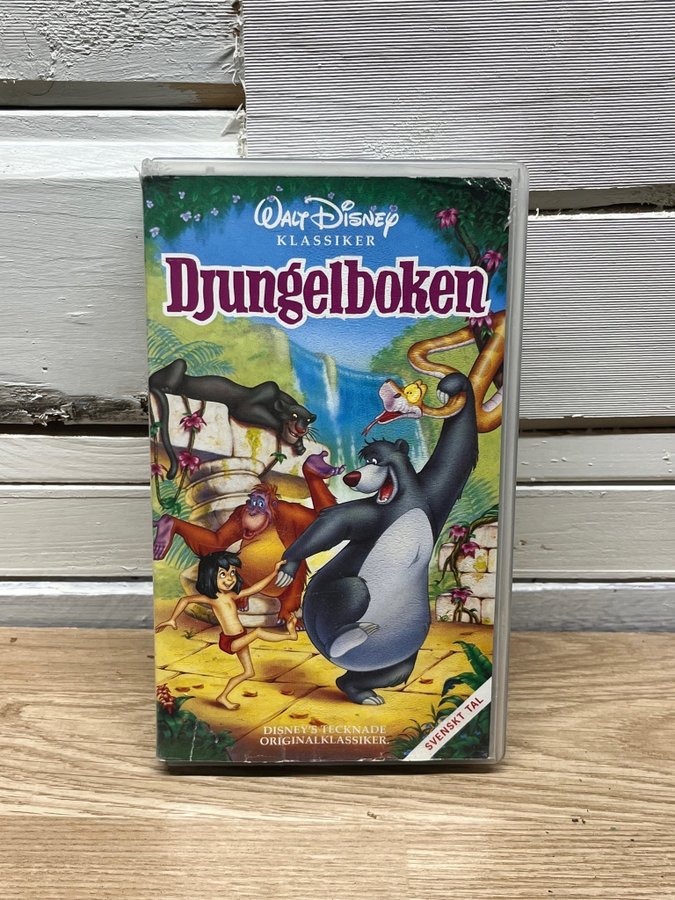 Walt Disney
KLASSIKER
Djungelboken
DISNEY'S TECKNADE
ORIGINALKLASSIKER.
SVENSKT TAL